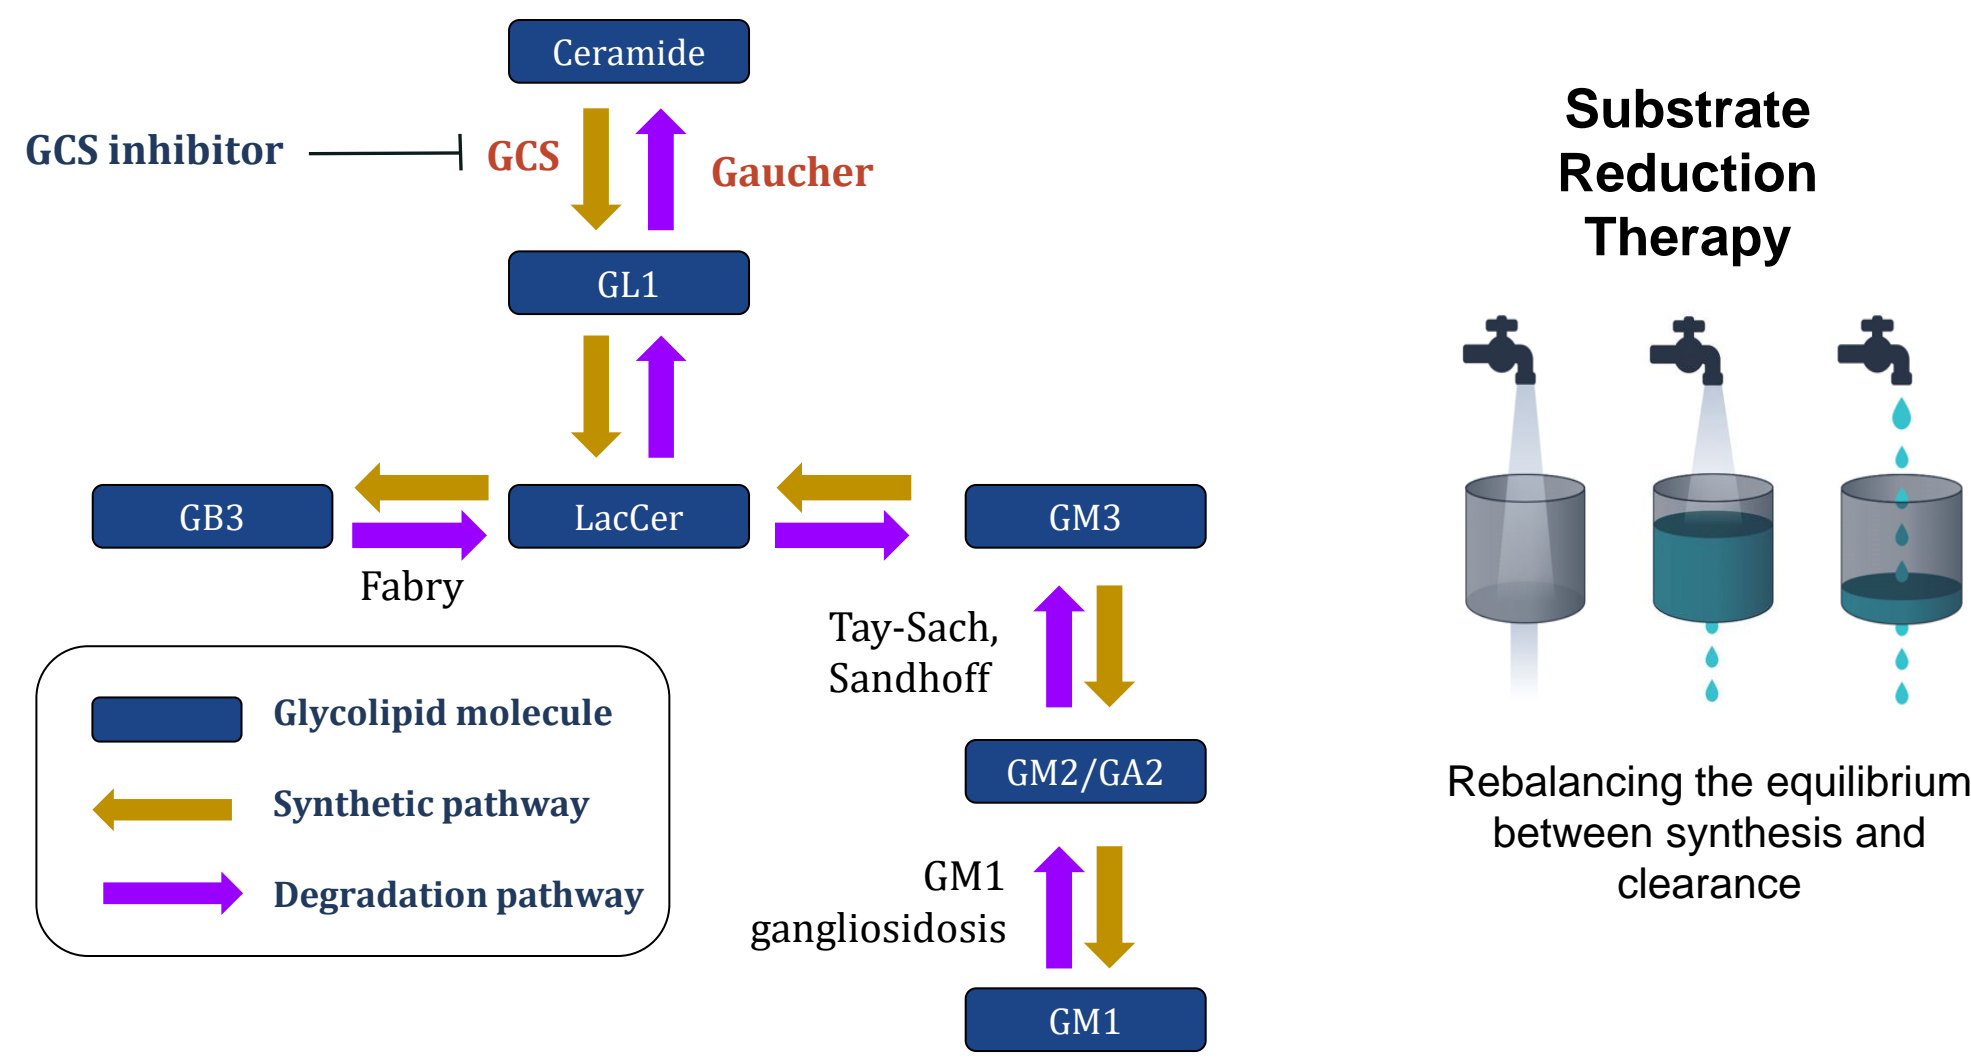 Ceramide
GCS inhibitor
GCS
Gaucher
GL1
GB3
LacCer
GM3
Fabry
Tay-Sach,
Sandhoff
GM2/GA2
GM1
gangliosidosis
GM1
Glycolipid molecule
Synthetic pathway
Degradation pathway
Substrate
Reduction
Therapy
Rebalancing the equilibrium
between synthesis and
clearance